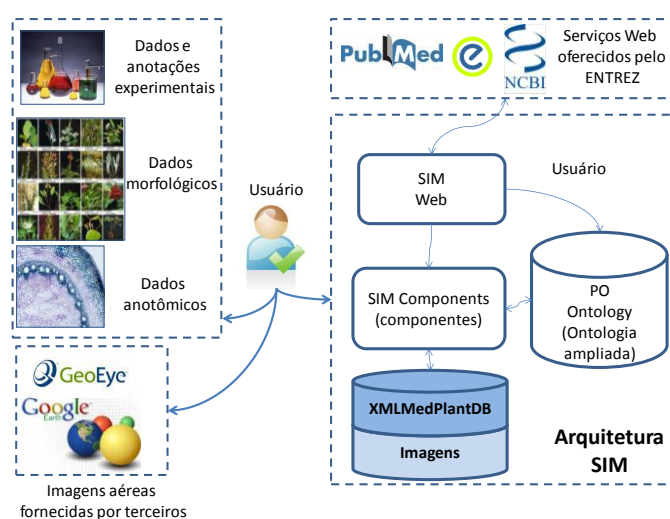 Dados e
anotações
experimentais
Dados
morfológicos
Dados
anotômicos
GeoEye
Google
Earth
Imagens aéreas
fornecidas por terceiros
Usuário
PubMed
e
NCBI
Serviços Web
oferecidos pelo
ENTREZ
SIM
Web
Usuário
SIM Components
(componentes)
PO
Ontology
(Ontologia
ampliada)
XMLMedPlantDB
Imagens
Arquitetura
SIM